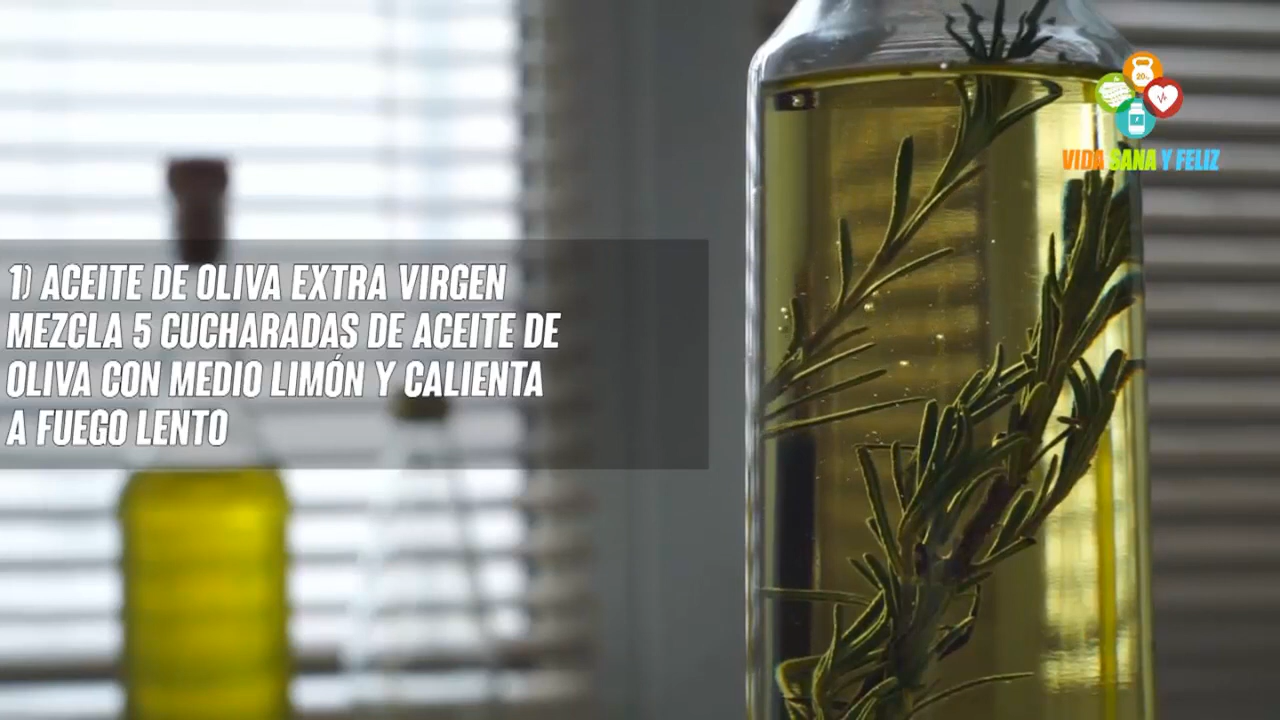 VIDA SANA Y FELIZ
1) ACEITE DE OLIVA EXTRA VIRGEN
MEZCLA 5 CUCHARADAS DE ACEITE DE
OLIVA CON MEDIO LIMÓN Y CALIENTA
A FUEGO LENTO